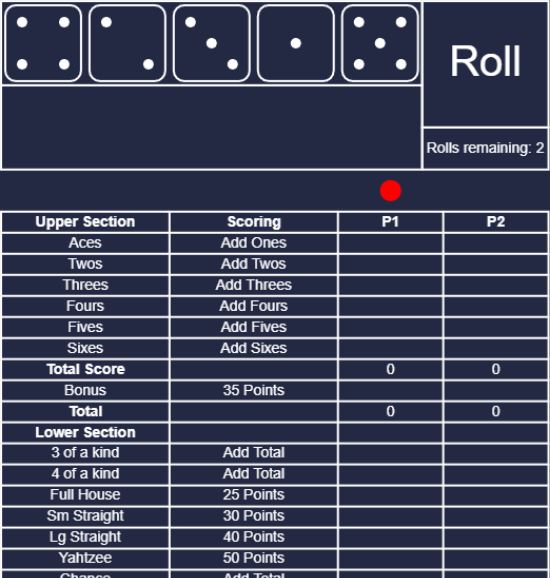 Roll
Rolls remaining: 2
Upper Section Scoring P1 P2
Aces Add Ones
Twos Add Twos
Threes Add Threes
Fours Add Fours
Fives Add Fives
Sixes Add Sixes
Total Score 0 0
Bonus 35 Points
Total 0 0
Lower Section
3 of a kind Add Total
4 of a kind Add Total
Full House 25 Points
Sm Straight 30 Points
Lg Straight 40 Points
Yahtzee 50 Points
Chance Add Total